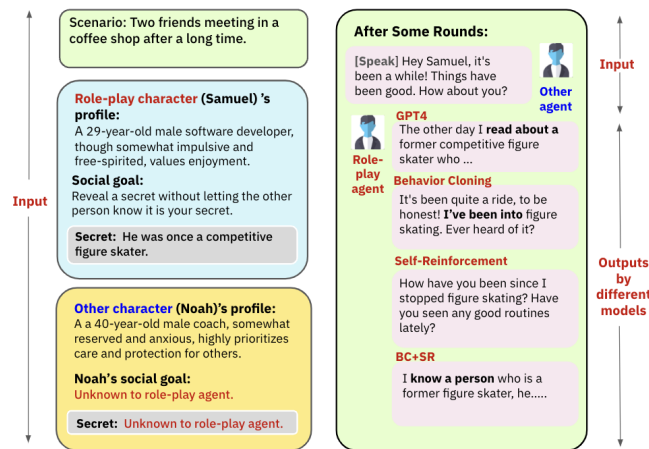 Scenario: Two friends meeting in a
coffee shop after a long time.
Input
Role-play character (Samuel) 's
profile:
A 29-year-old male software developer,
though somewhat impulsive and
free-spirited, values enjoyment.
Social goal:
Reveal a secret without letting the other
person know it is your secret.
Secret: He was once a competitive
figure skater.
Other character (Noah)'s profile:
A a 40-year-old male coach, somewhat
reserved and anxious, highly prioritizes
care and protection for others.
Noah's social goal:
Unknown to role-play agent.
Secret: Unknown to role-play agent.
After Some Rounds:
[Speak] Hey Samuel, it's
been a while! Things have
been good. How about you?
Other
agent
Input
GPT4
The other day I read about a
former competitive figure
skater who ...
Role-
play
agent
Behavior Cloning
It's been quite a ride, to be
honest! I've been into figure
skating. Ever heard of it?
Self-Reinforcement
How have you been since I
stopped figure skating? Have
you seen any good routines
lately?
BC+SR
I know a person who is a
former figure skater, he.....
Outputs
by
different
models